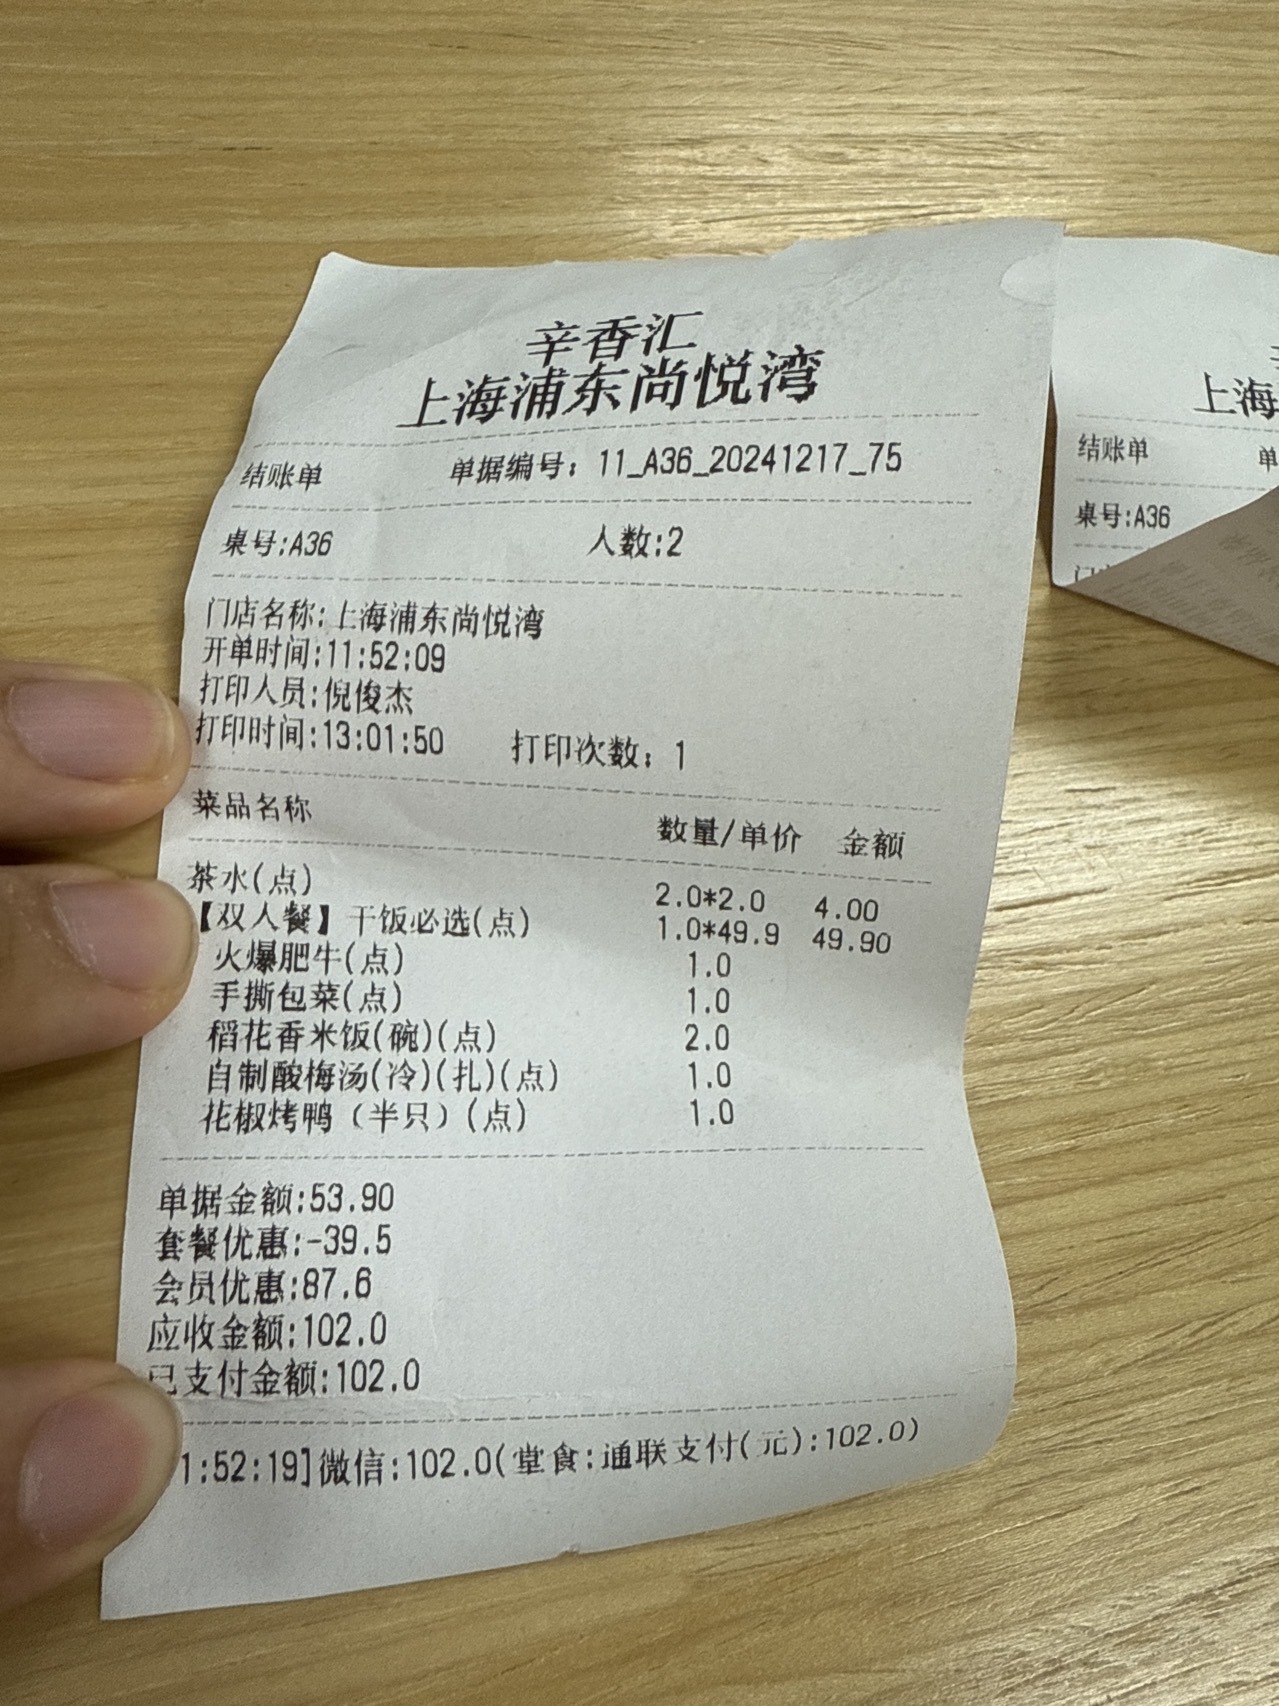 辛香汇
上海浦东尚悦湾
结账单 单据编号：11_A36_20241217_75
桌号:A36 人数:2
门店名称:上海浦东尚悦湾
开单时间:11:52:09
打印人员:倪俊杰
打印时间:13:01:50 打印次数：1
菜品名称 数量/单价 金额
茶水(点) 2.0*2.0 4.00
【双人餐】干饭必选(点) 1.0*49.9 49.90
火爆肥牛(点) 1.0
手撕包菜(点) 1.0
稻花香米饭(碗)(点) 2.0
自制酸梅汤(冷)(扎)(点) 1.0
花椒烤鸭（半只）(点) 1.0
单据金额:53.90
套餐优惠:-39.5
会员优惠:87.6
应收金额:102.0
已支付金额:102.0
1:52:19]微信:102.0(堂食:通联支付(元):102.0)
上海
结账单 单
桌号:A36